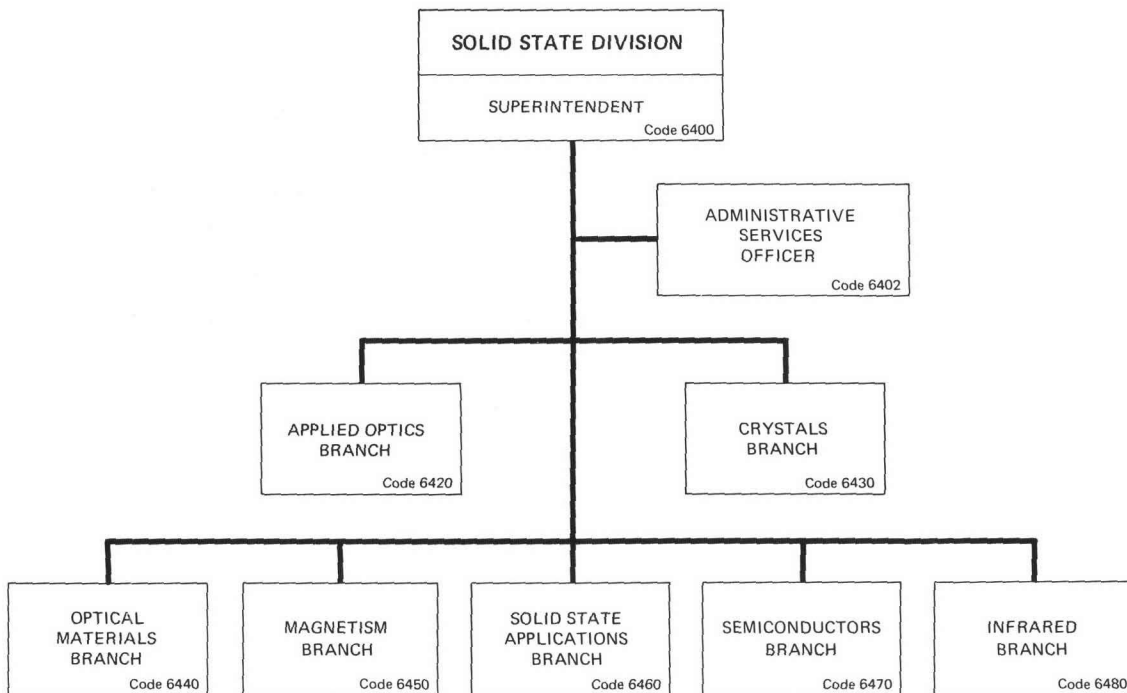 SOLID STATE DIVISION
SUPERINTENDENT
Code 6400
ADMINISTRATIVE
SERVICES
OFFICER
Code 6402
APPLIED OPTICS
BRANCH
Code 6420
CRYSTALS
BRANCH
Code 6430
OPTICAL
MATERIALS
BRANCH
Code 6440
MAGNETISM
BRANCH
Code 6450
SOLID STATE
APPLICATIONS
BRANCH
Code 6460
SEMICONDUCTORS
BRANCH
Code 6470
INFRARED
BRANCH
Code 6480